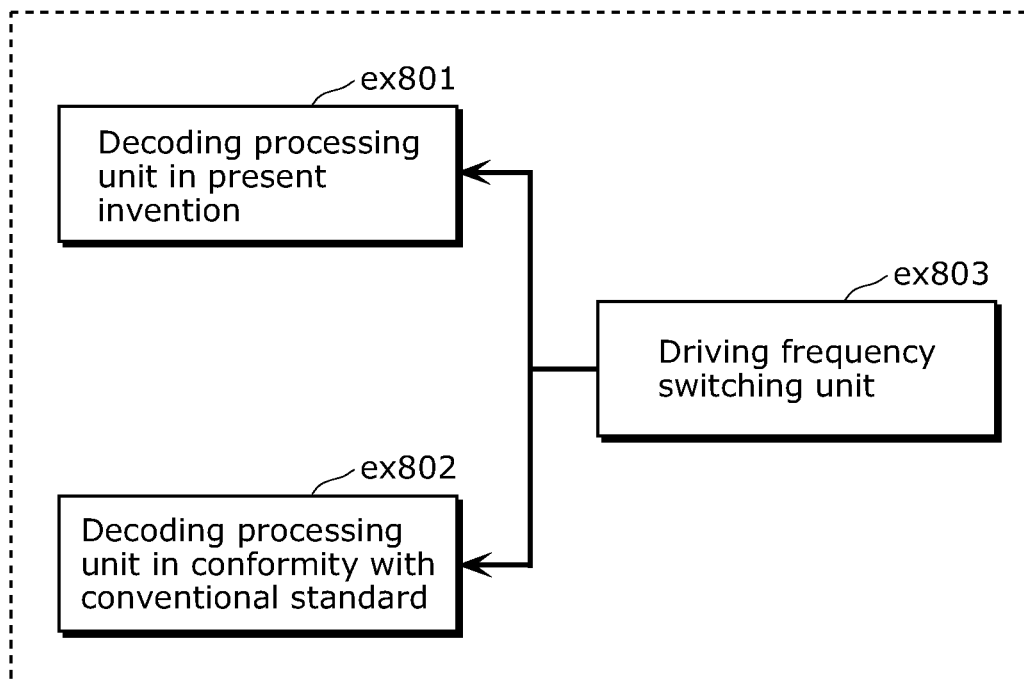 ex801
Decoding processing
unit in present
invention
ex803
Driving frequency
switching unit
ex802
Decoding processing
unit in conformity with
conventional standard